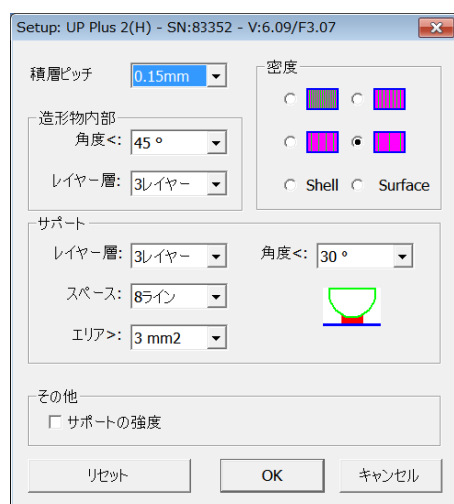 Setup: UP Plus 2(H) - SN:83352 - V:6.09/F3.07
積層ピッチ 0.15mm
密度
造形物内部
角度<: 45 °
レイヤー層: 3レイヤー
Shell Surface
サポート
レイヤー層: 3レイヤー 角度<: 30 °
スペース: 8ライン
エリア>: 3 mm2
その他
サポートの強度
リセット OK キャンセル